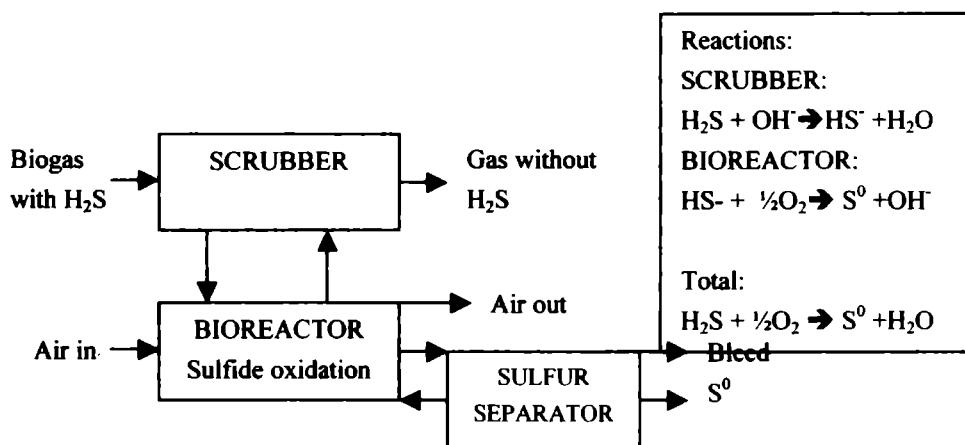 Reactions:
SCRUBBER:
H₂S + OH⁻ ➔ HS⁻ +H₂O
BIOREACTOR:
HS- + ½O₂ ➔ S⁰ +OH⁻
Total:
H₂S + ½O₂ ➔ S⁰ +H₂O
Biogas
with H₂S
SCRUBBER
Gas without
H₂S
Air in
BIOREACTOR
Sulfide oxidation
Air out
SULFUR
SEPARATOR
Bleed
S⁰